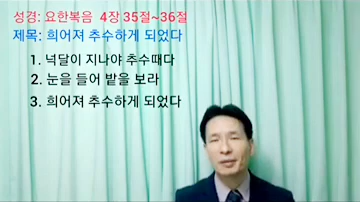 성경: 요한복음 4장 35절~36절
제목: 희어져 추수하게 되었다
1. 넉달이 지나야 추수때다
2. 눈을 들어 밭을 보라
3. 희어져 추수하게 되었다